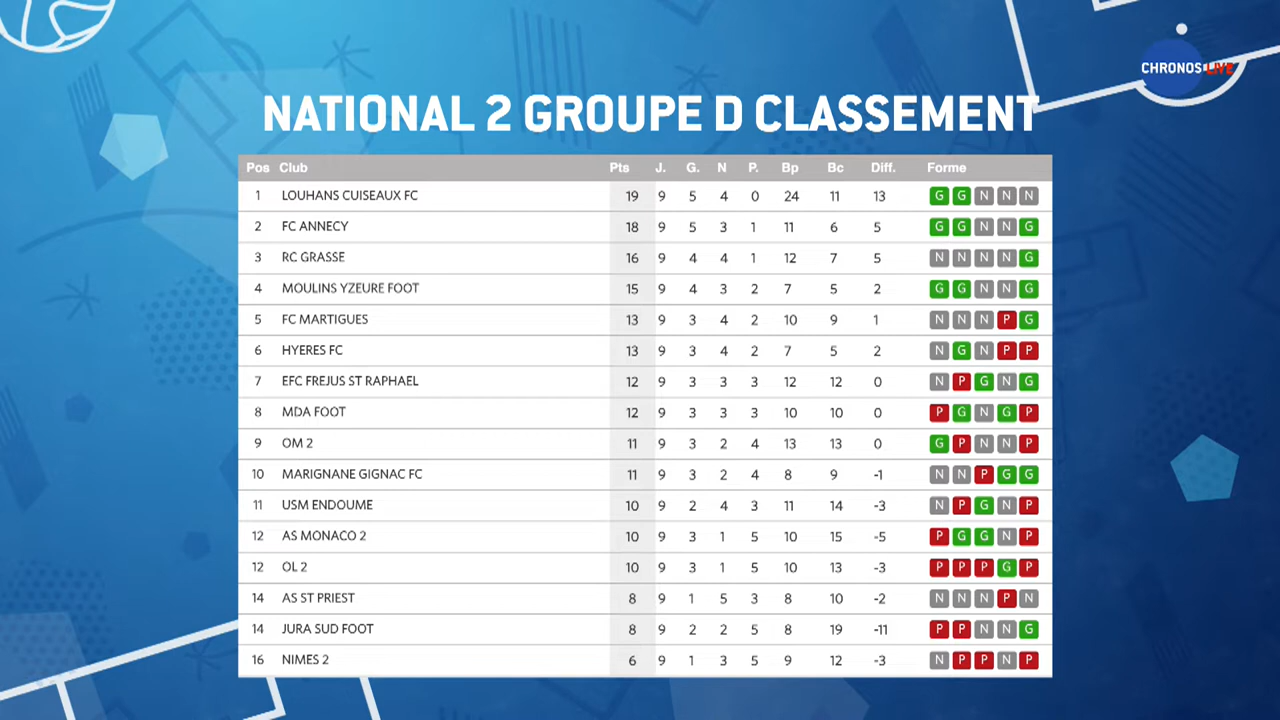 CHRONOS LIVE
NATIONAL 2 GROUPE D CLASSEMENT
Pos Club Pts J. G. N P. Bp Bc Diff. Forme
1 LOUHANS CUISEAUX FC 19 9 5 4 0 24 11 13 G G N N N
2 FC ANNECY 18 9 5 3 1 11 6 5 G G N N G
3 RC GRASSE 16 9 4 4 1 12 7 5 N N N N G
4 MOULINS YZEURE FOOT 15 9 4 3 2 7 5 2 G G N N G
5 FC MARTIGUES 13 9 3 4 2 10 9 1 N N N P G
6 HYERES FC 13 9 3 4 2 7 5 2 N G N P P
7 EFC FREJUS ST RAPHAEL 12 9 3 3 3 12 12 0 N P G N G
8 MDA FOOT 12 9 3 3 3 10 10 0 P G N G P
9 OM 2 11 9 3 2 4 13 13 0 G P N N P
10 MARIGNANE GIGNAC FC 11 9 3 2 4 8 9 -1 N N P G G
11 USM ENDOUME 10 9 2 4 3 11 14 -3 N P G N P
12 AS MONACO 2 10 9 3 1 5 10 15 -5 P G G N P
12 OL 2 10 9 3 1 5 10 13 -3 P P P G P
14 AS ST PRIEST 8 9 1 5 3 8 10 -2 N N N P N
14 JURA SUD FOOT 8 9 2 2 5 8 19 -11 P P N N G
16 NIMES 2 6 9 1 3 5 9 12 -3 N P P N P